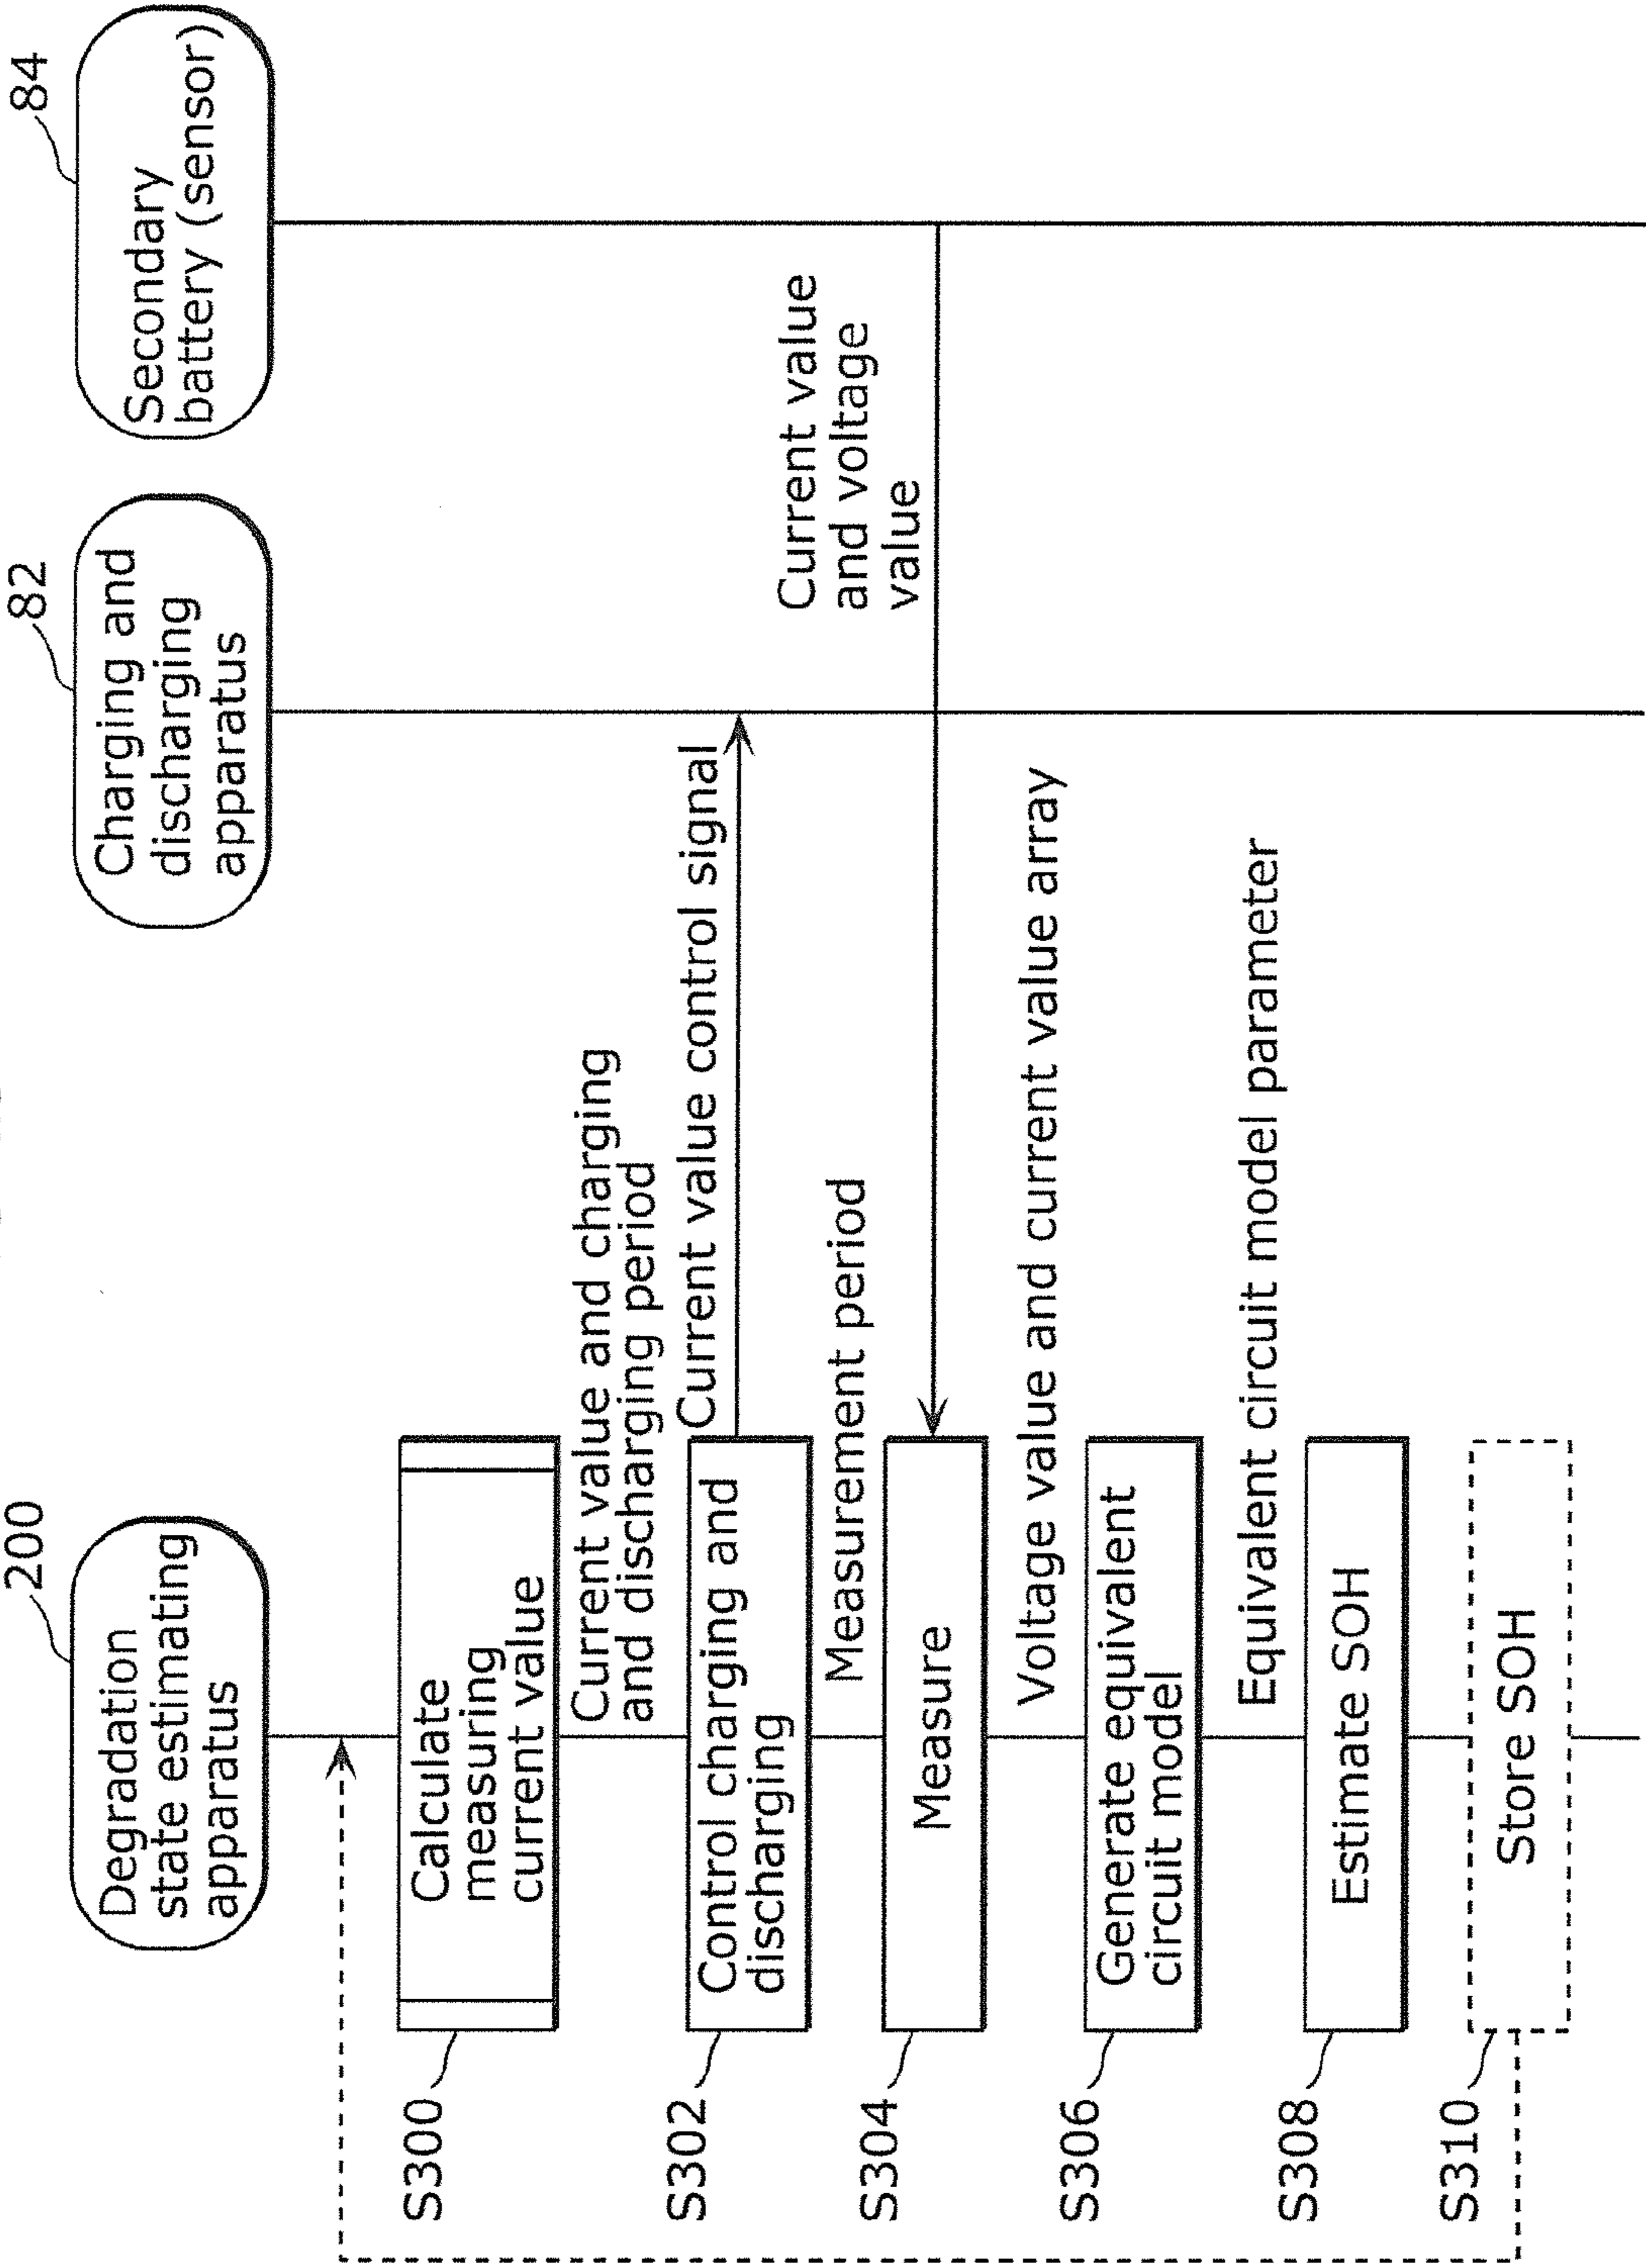 200
Degradation
state estimating
apparatus
82
Charging and
discharging
apparatus
84
Secondary
battery (sensor)
S300
Calculate
measuring
current value
Current value and charging
and discharging period
S302
Control charging and
discharging
Current value control signal
Measurement period
S304
Measure
Current value
and voltage
value
Voltage value and current value array
S306
Generate equivalent
circuit model
Equivalent circuit model parameter
S308
Estimate SOH
S310
Store SOH